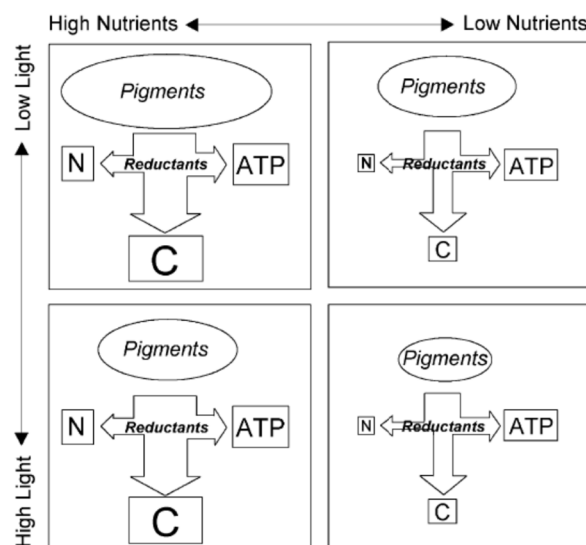 High Nutrients
Low Nutrients
Low Light
High Light
Pigments
N
Reductants
ATP
C
Pigments
N
Reductants
ATP
C
Pigments
N
Reductants
ATP
C
Pigments
N
Reductants
ATP
C